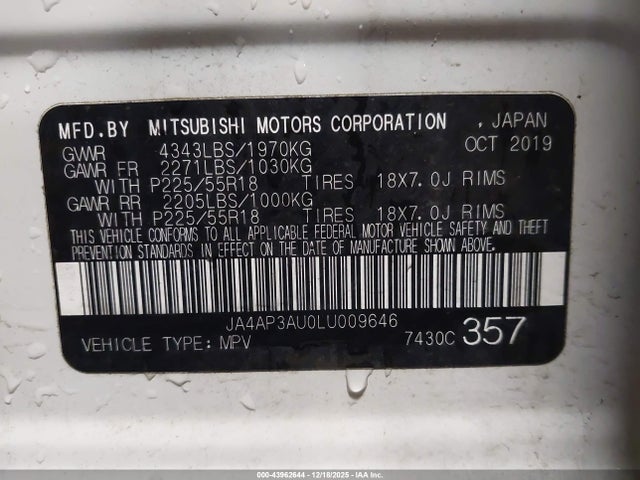 MFD.BY MITSUBISHI MOTORS CORPORATION , JAPAN
GVWR 4343LBS/1970KG OCT 2019
GAWR FR 2271LBS/1030KG
WITH P225/55R18 TIRES 18X7.0J RIMS
GAWR RR 2205LBS/1000KG
WITH P225/55R18 TIRES 18X7.0J RIMS
THIS VEHICLE CONFORMS TO ALL APPLICABLE FEDERAL MOTOR VEHICLE SAFETY AND THEFT
PREVENTION STANDARDS IN EFFECT ON THE DATE OF MANUFACTURE SHOWN ABOVE.
JA4AP3AU0LU009646
VEHICLE TYPE: MPV 7430C 357
000-43962644 - 12/18/2025 - IAA Inc.